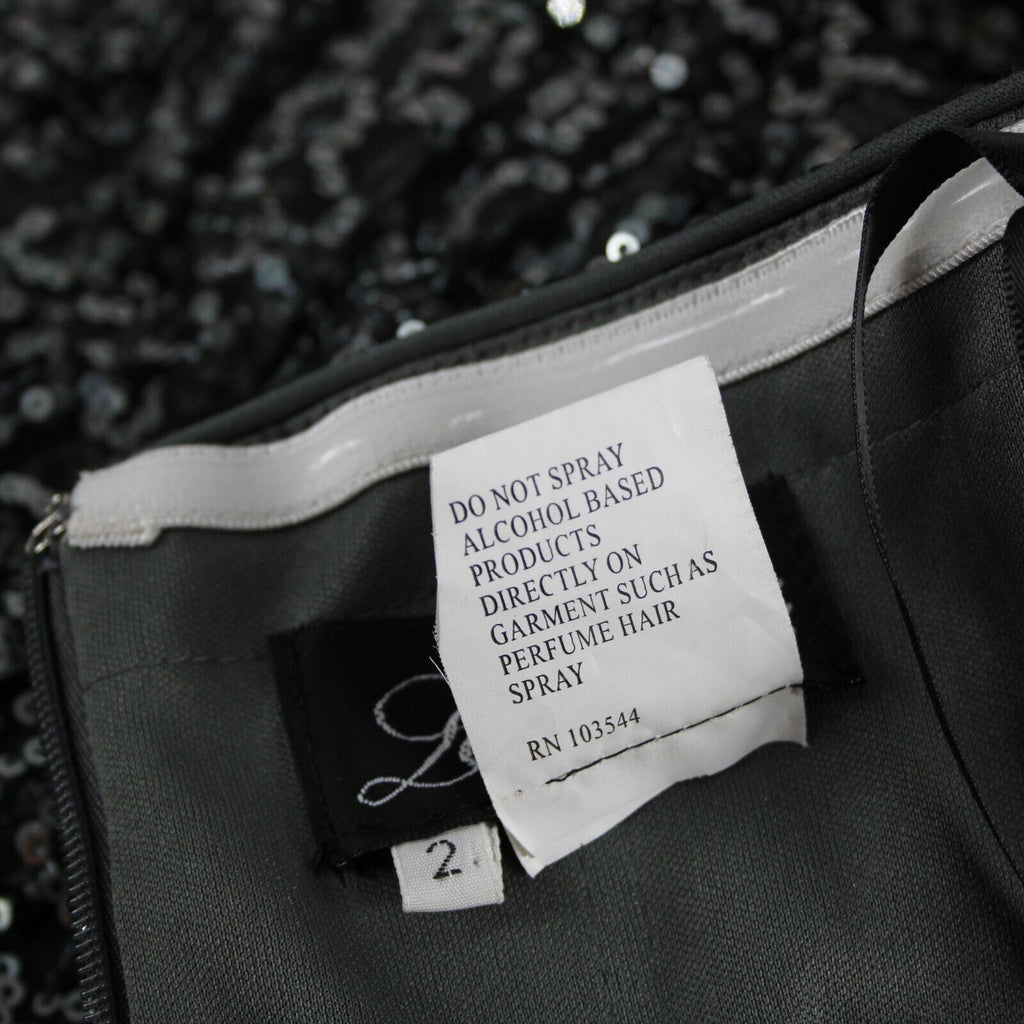 DO NOT SPRAY
ALCOHOL BASED
PRODUCTS
DIRECTLY ON
GARMENT SUCH AS
PERFUME HAIR
SPRAY
RN 103544
2